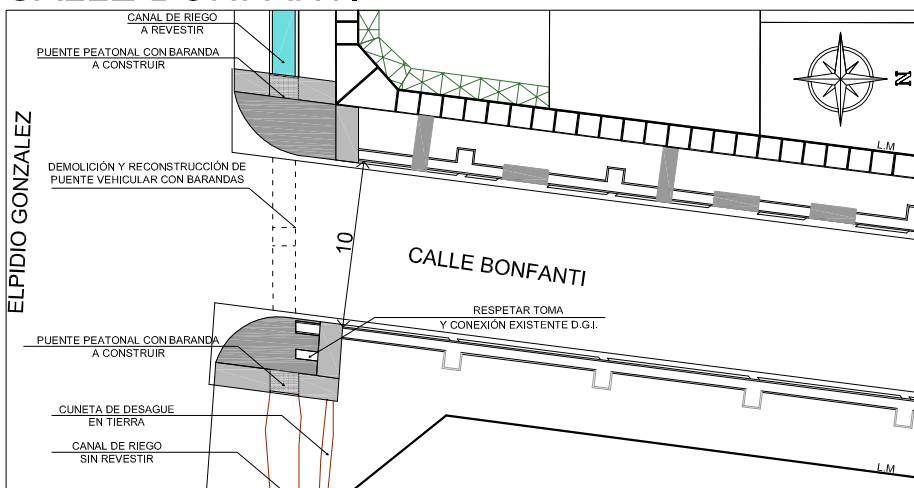 CANAL DE RIEGO
A REVESTIR
PUENTE PEATONAL CON BARANDA
A CONSTRUIR
N
L.M
ELPIDIO GONZALEZ
DEMOLICIÓN Y RECONSTRUCCIÓN DE
PUENTE VEHICULAR CON BARANDAS
10
CALLE BONFANTI
RESPETAR TOMA
Y CONEXIÓN EXISTENTE D.G.I.
PUENTE PEATONAL CON BARANDA
A CONSTRUIR
CUNETA DE DESAGUE
EN TIERRA
CANAL DE RIEGO
SIN REVESTIR
L.M